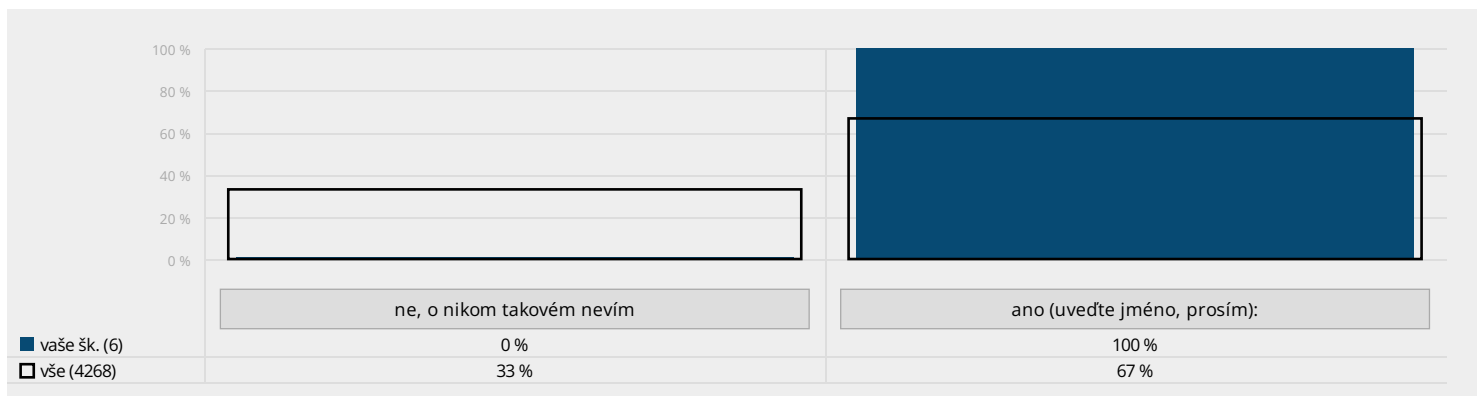 100 %
80 %
60 %
40 %
20 %
0 %
ne, o nikom takovém nevím
ano (uveďte jméno, prosím):
vaše šk. (6) 0 % 100 %
vše (4268) 33 % 67 %